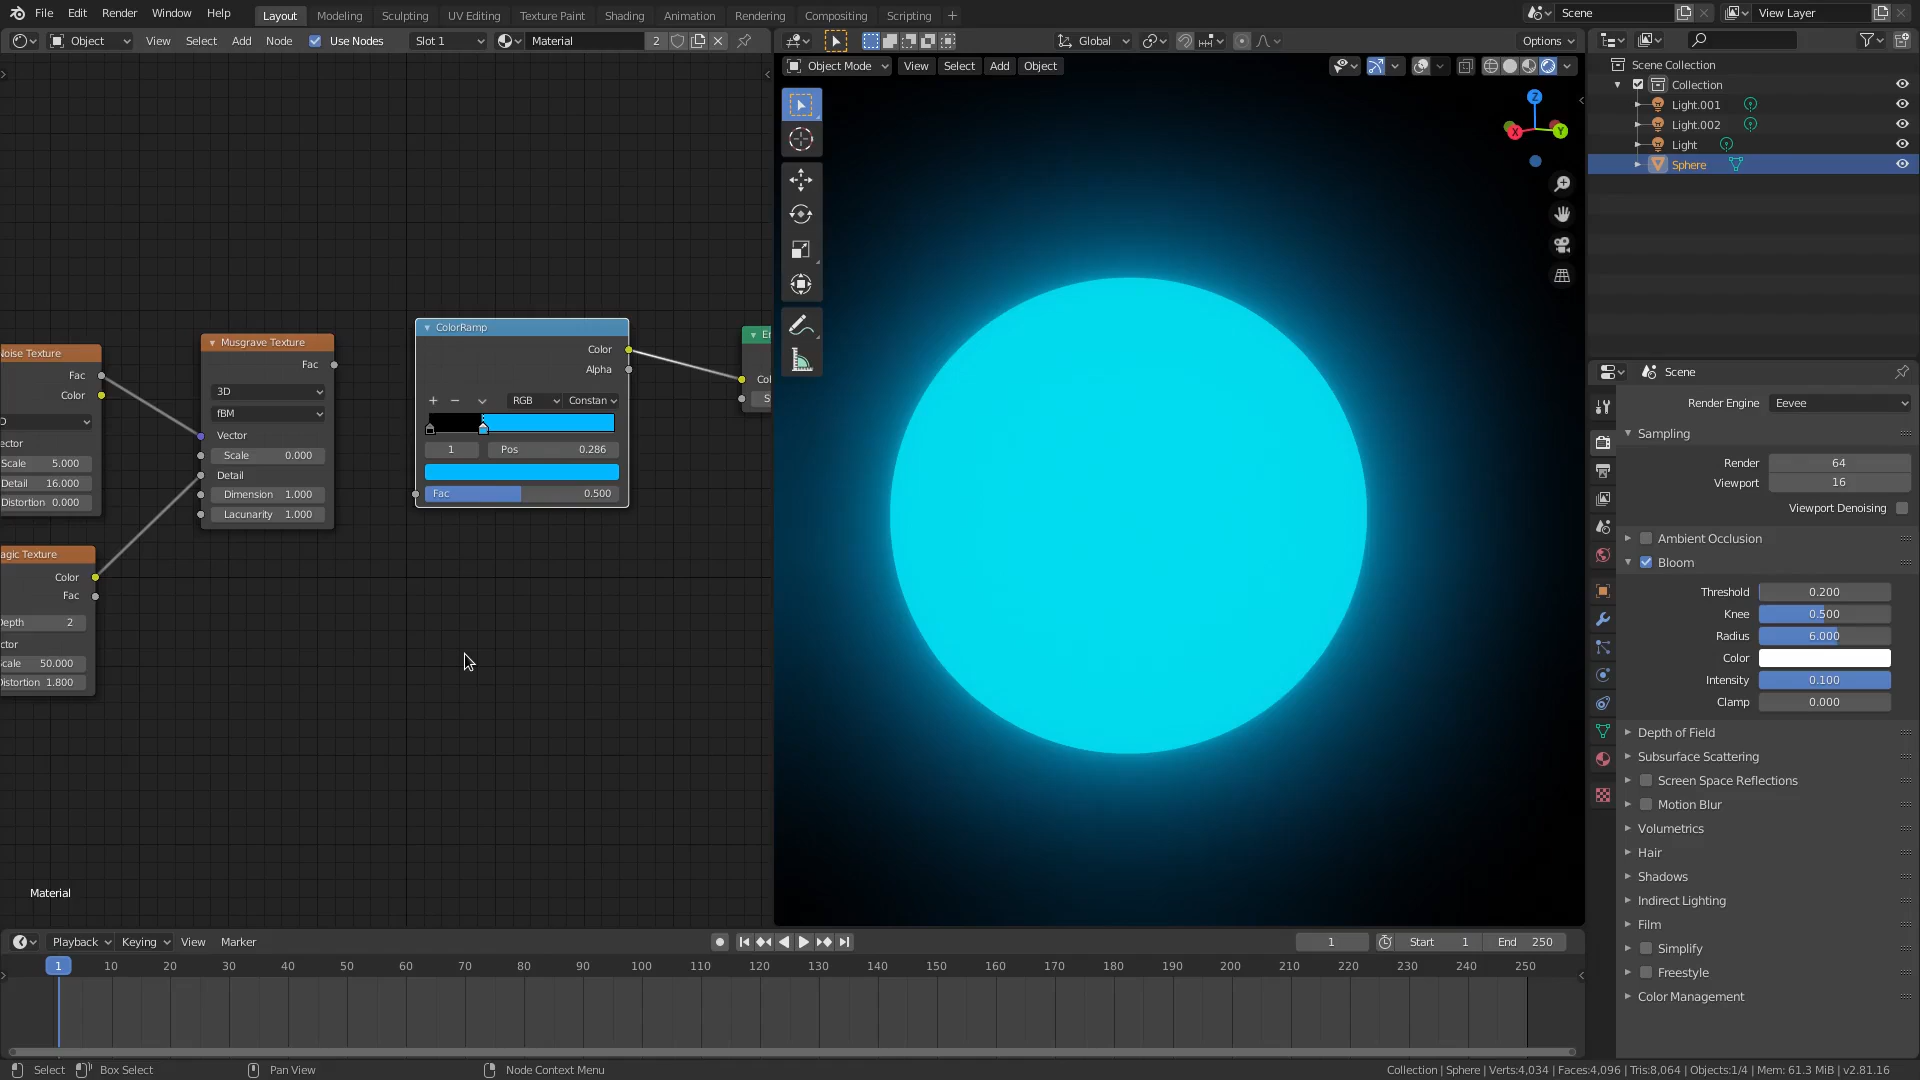 File Edit Render Window Help Layout Modeling Sculpting UV Editing Texture Paint Shading Animation Rendering Compositing Scripting + Scene View Layer
Object View Select Add Node Use Nodes Slot 1 Material 2 Global Options
Object Mode View Select Add Object
Scene Collection
Collection
Light.001
Light.002
Light
Sphere
Z
X
Y
Noise Texture
Fac
Color
Scale 5.000
Detail 16.000
Distortion 0.000
agic Texture
Color
Fac
Depth 2
Scale 50.000
Distortion 1.800
Musgrave Texture
Fac
3D
fBM
Vector
Scale 0.000
Detail
Dimension 1.000
Lacunarity 1.000
ColorRamp
Color
Alpha
+ − RGB Constan
1 Pos 0.286
Fac 0.500
Material
Scene
Render Engine Eevee
Sampling
Render 64
Viewport 16
Viewport Denoising
Ambient Occlusion
Bloom
Threshold 0.200
Knee 0.500
Radius 6.000
Color
Intensity 0.100
Clamp 0.000
Depth of Field
Subsurface Scattering
Screen Space Reflections
Motion Blur
Volumetrics
Hair
Shadows
Indirect Lighting
Film
Simplify
Freestyle
Color Management
Playback Keying View Marker 1 Start 1 End 250
1 10 20 30 40 50 60 70 80 90 100 110 120 130 140 150 160 170 180 190 200 210 220 230 240 250
Select Box Select Pan View Node Context Menu Collection | Sphere | Verts:4,034 | Faces:4,096 | Tris:8,064 | Objects:1/4 | Mem: 61.3 MiB | v2.81.16